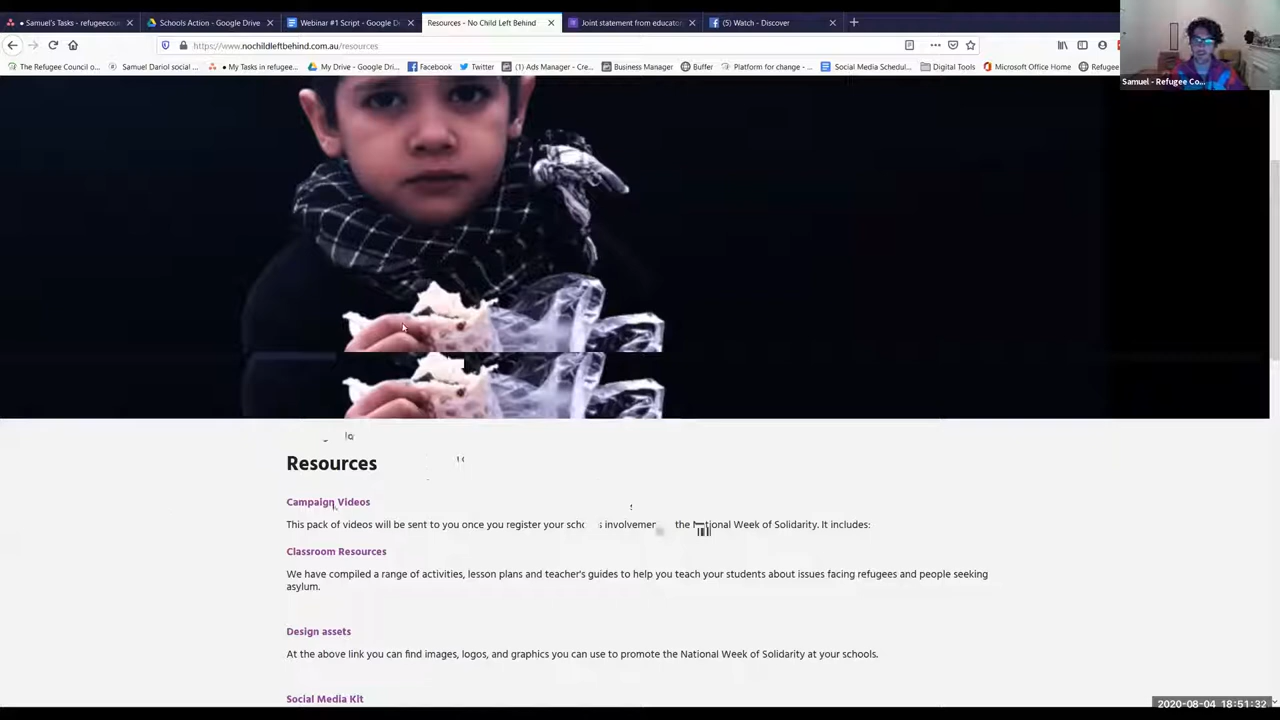 Samuel's Tasks - refugeecou
Schools Action - Google Drive
Webinar #1 Script - Google D
Resources - No Child Left Behind
Joint statement from educator
(5) Watch - Discover
https://www.nochildleftbehind.com.au/resources
The Refugee Council o...
Samuel Dariol social ...
My Tasks in refugee...
My Drive - Google Dri...
Facebook
Twitter
(1) Ads Manager - Cre...
Business Manager
Buffer
Platform for change - ...
Social Media Schedul...
Digital Tools
Microsoft Office Home
Refugee
Samuel - Refugee Co...
Resources
Campaign Videos
This pack of videos will be sent to you once you register your involvement the National Week of Solidarity. It includes:
Classroom Resources
We have compiled a range of activities, lesson plans and teacher's guides to help you teach your students about issues facing refugees and people seeking
asylum.
Design assets
At the above link you can find images, logos, and graphics you can use to promote the National Week of Solidarity at your schools.
Social Media Kit
2020-08-04 18:51:32